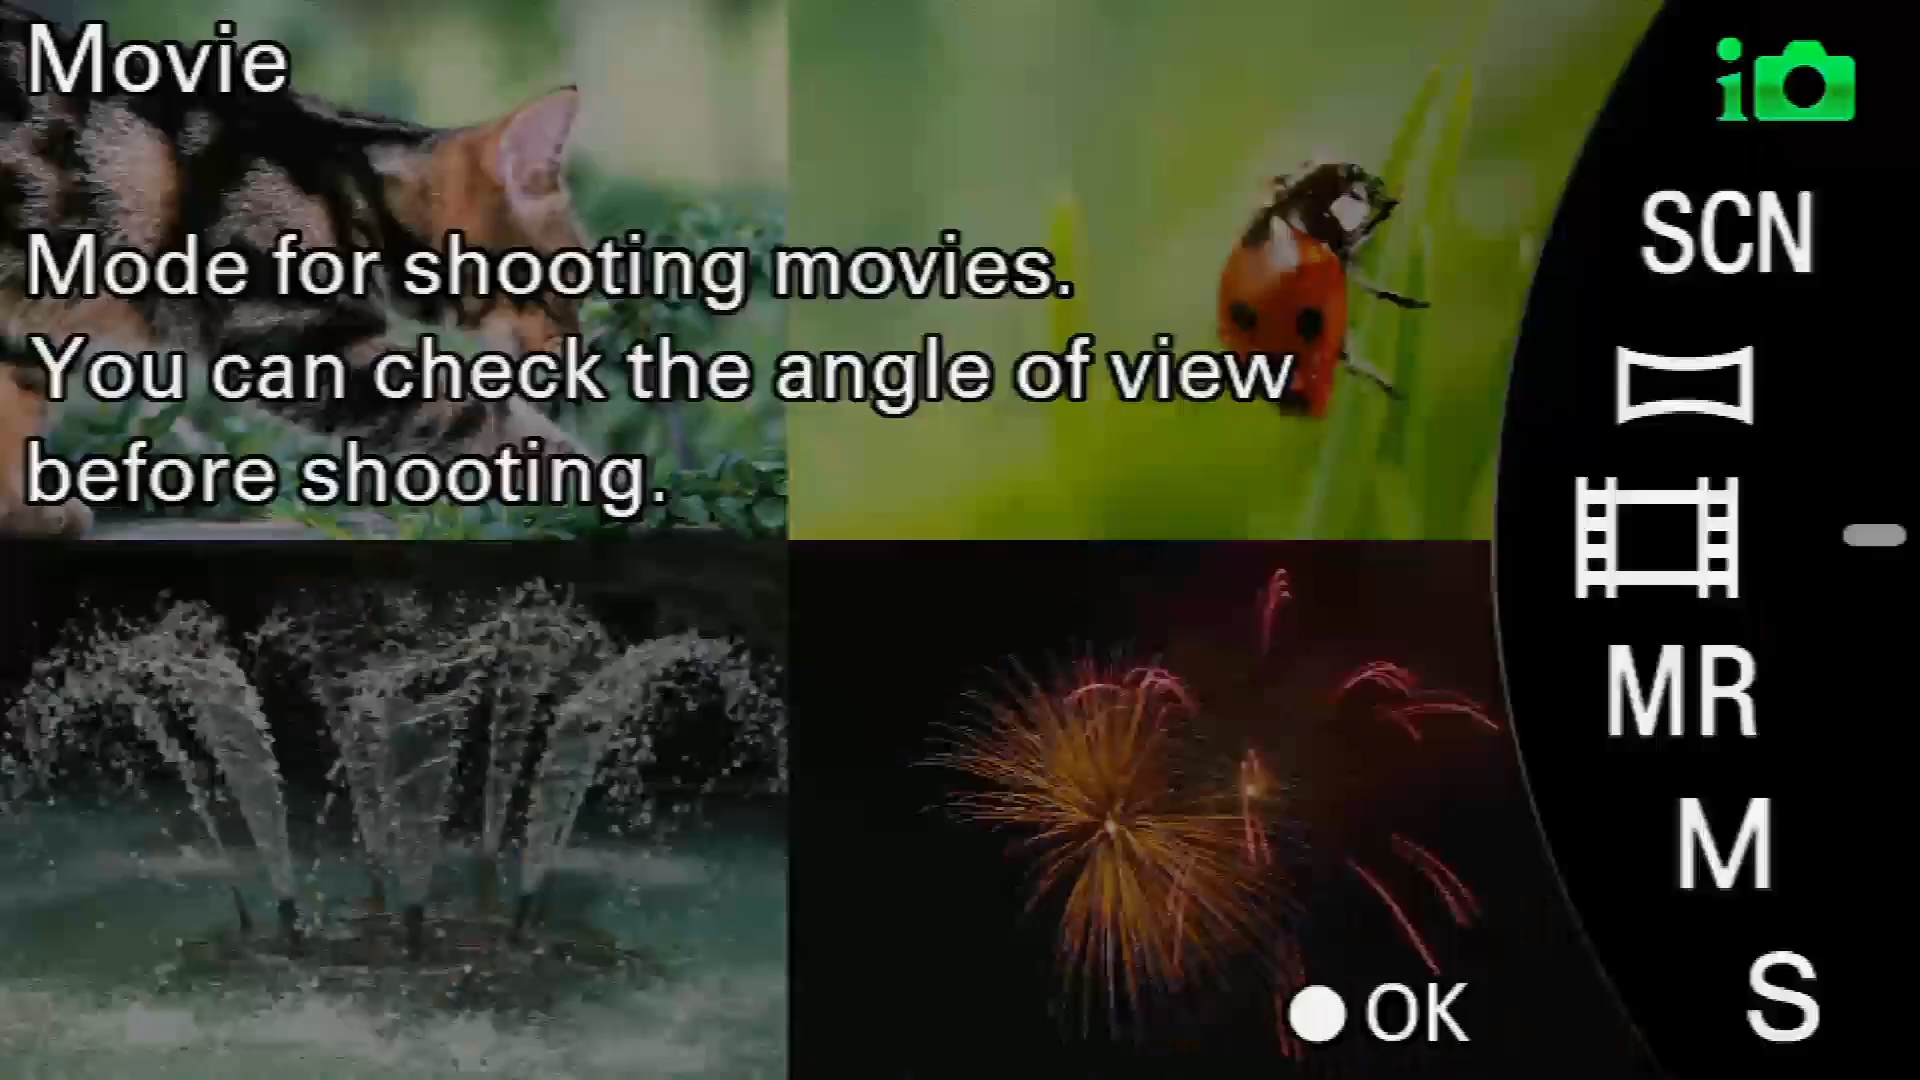 Movie
Mode for shooting movies.
You can check the angle of view
before shooting.
OK
i
SCN
MR
M
S